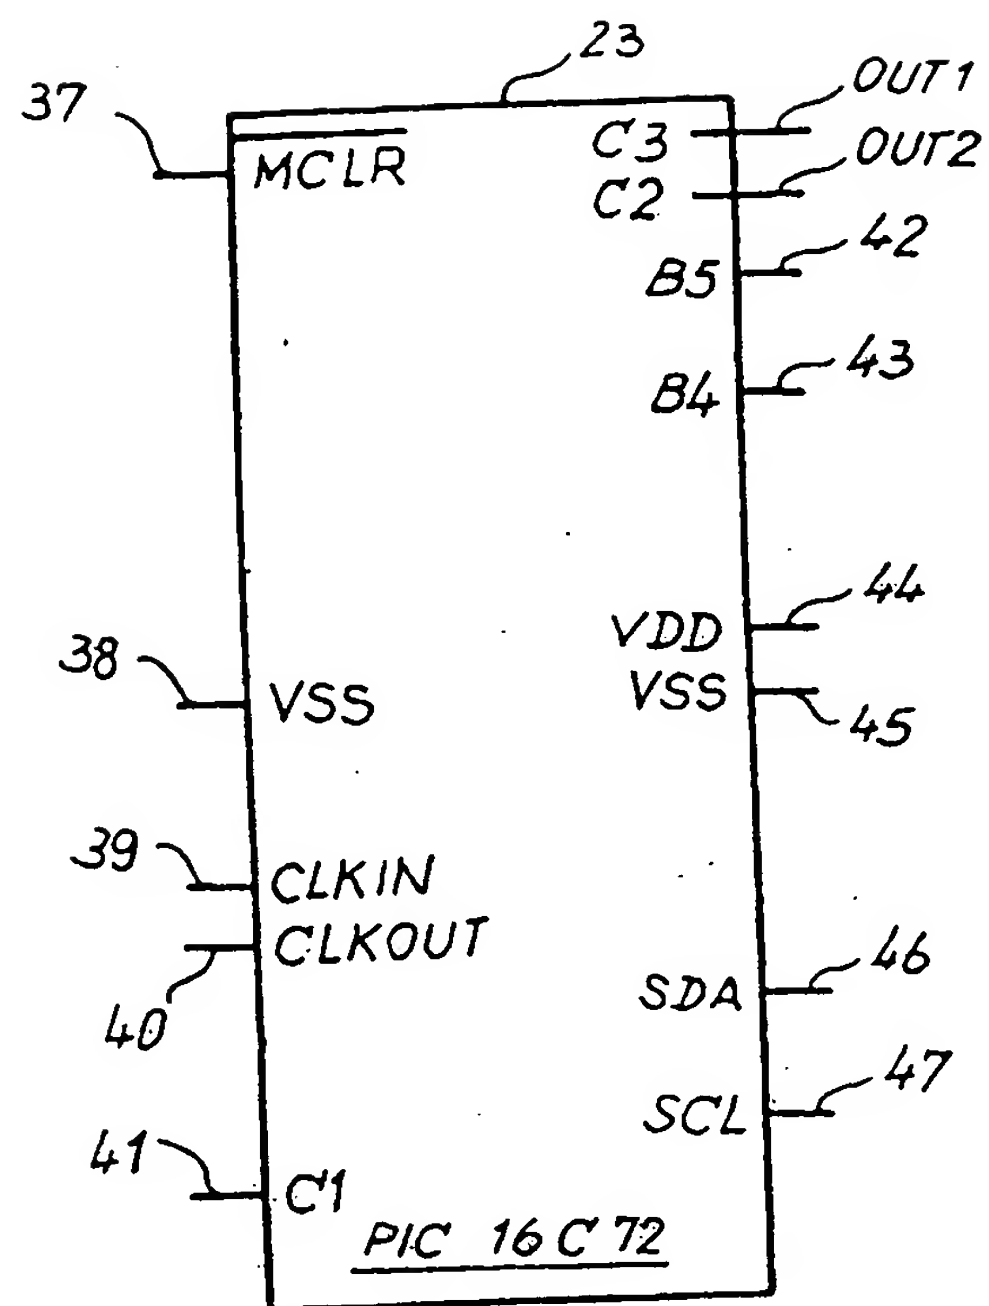 23
37
OUT1
MCLR
C3
OUT2
C2
42
B5
43
B4
44
VDD
38
VSS
VSS
45
39
CLKIN
CLKOUT
40
46
SDA
47
SCL
41
C1
PIC 16C72